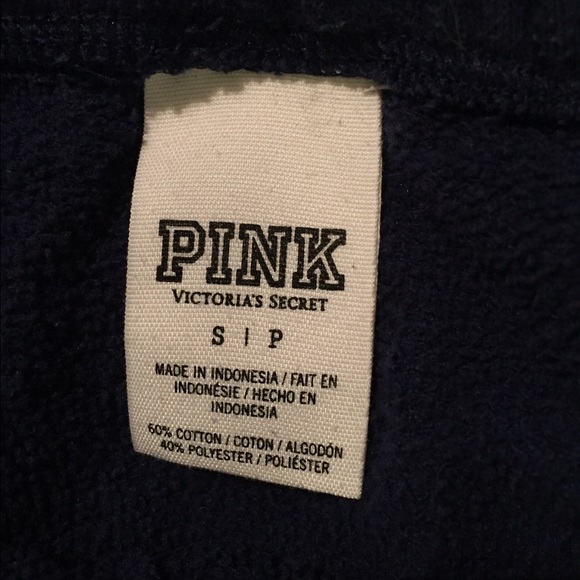 PINK
VICTORIA'S SECRET
S | P
MADE IN INDONESIA / FAIT EN
INDONÉSIE / HECHO EN
INDONESIA
60% COTTON / COTON / ALGODÓN
40% POLYESTER / POLIÉSTER